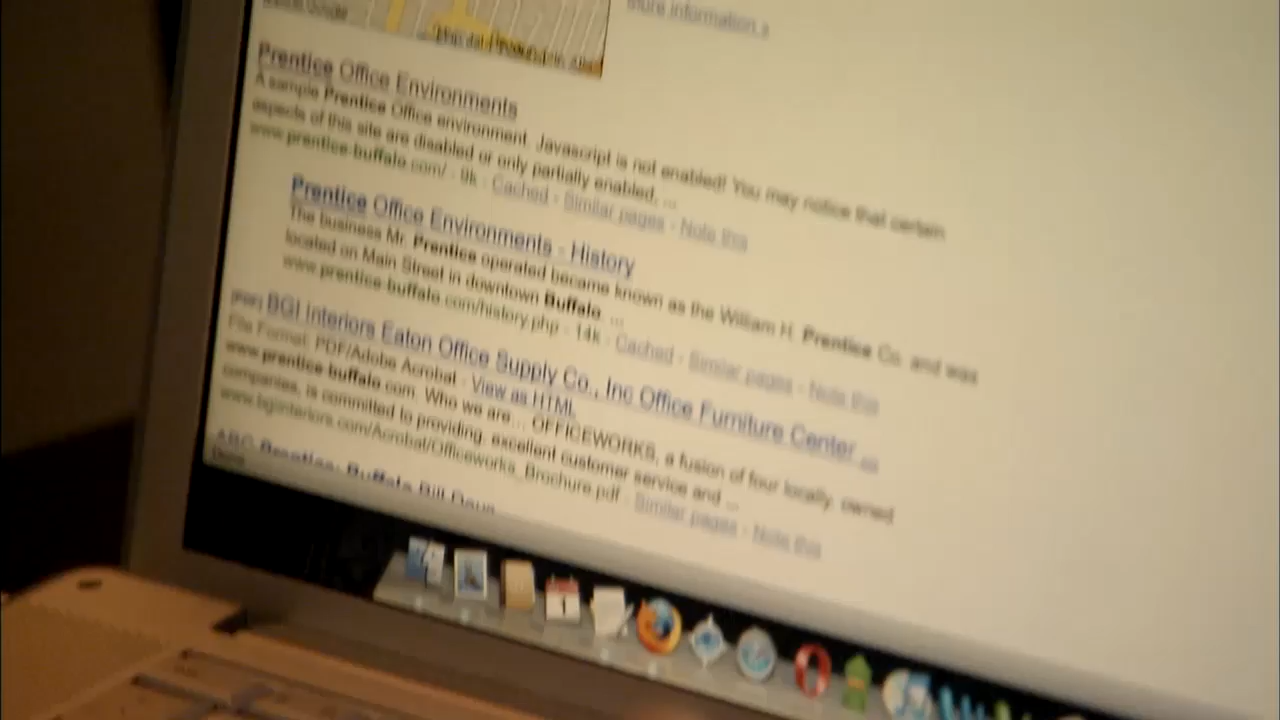 More information »
Prentice Office Environments
A sample Prentice Office environment. Javascript is not enabled! You may notice that certain
aspects of this site are disabled or only partially enabled, ...
www.prentice-buffalo.com/ - 9k - Cached - Similar pages - Note this
Prentice Office Environments - History
The business Mr. Prentice operated became known as the William H. Prentice Co. and was
located on Main Street in downtown Buffalo. ...
www.prentice-buffalo.com/history.php - 14k - Cached - Similar pages - Note this
[PDF] BGI Interiors Eaton Office Supply Co., Inc Office Furniture Center ...
File Format: PDF/Adobe Acrobat - View as HTML
www.prentice-buffalo.com. Who we are... OFFICEWORKS, a fusion of four locally, owned
companies, is committed to providing, excellent customer service and ...
www.bgiinteriors.com/Acrobat/Officeworks_Brochure.pdf - Similar pages - Note this
ABC Prentice, Buffalo Bill Days
Done